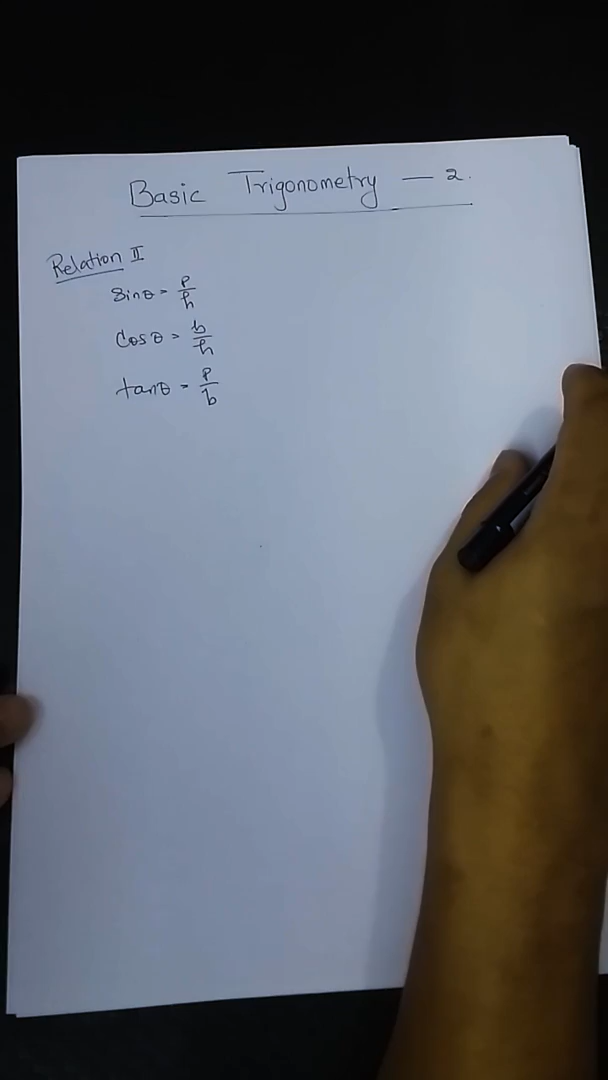 Basic Trigonometry — 2.
Relation II
Sinθ = P/h
Cosθ = b/h
tanθ = P/b